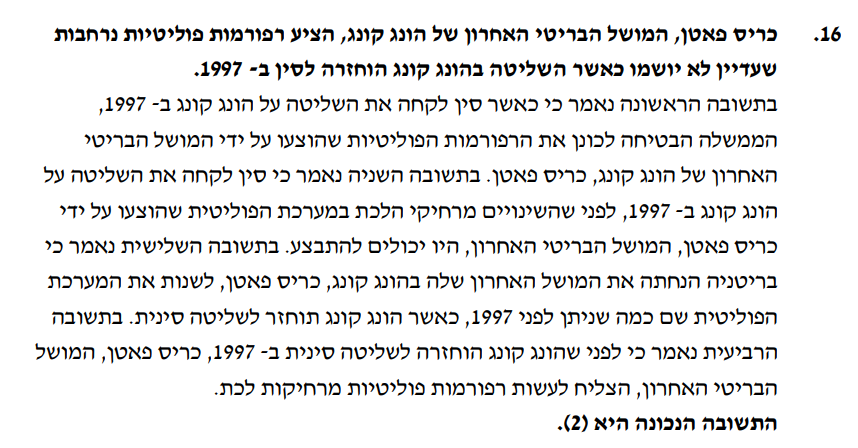 16. כריס פאטן, המושל הבריטי האחרון של הונג קונג, הציע רפורמות פוליטיות נרחבות
שעדיין לא יושמו כאשר השליטה בהונג קונג הוחזרה לסין ב- 1997.
בתשובה הראשונה נאמר כי כאשר סין לקחה את השליטה על הונג קונג ב- 1997,
הממשלה הבטיחה לכונן את הרפורמות הפוליטיות שהוצעו על ידי המושל הבריטי
האחרון של הונג קונג, כריס פאטן. בתשובה השניה נאמר כי סין לקחה את השליטה על
הונג קונג ב- 1997, לפני שהשינויים מרחיקי הלכת במערכת הפוליטית שהוצעו על ידי
כריס פאטן, המושל הבריטי האחרון, היו יכולים להתבצע. בתשובה השלישית נאמר כי
בריטניה הנחתה את המושל האחרון שלה בהונג קונג, כריס פאטן, לשנות את המערכת
הפוליטית שם כמה שניתן לפני 1997, כאשר הונג קונג תוחזר לשליטה סינית. בתשובה
הרביעית נאמר כי לפני שהונג קונג הוחזרה לשליטה סינית ב- 1997, כריס פאטן, המושל
הבריטי האחרון, הצליח לעשות רפורמות פוליטיות מרחיקות לכת.
התשובה הנכונה היא (2).